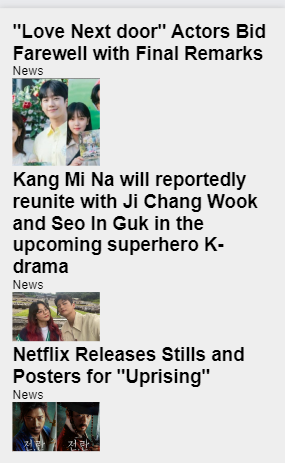 "Love Next door" Actors Bid
Farewell with Final Remarks
News
Kang Mi Na will reportedly
reunite with Ji Chang Wook
and Seo In Guk in the
upcoming superhero K-
drama
News
Netflix Releases Stills and
Posters for "Uprising"
News
전,란 전,란